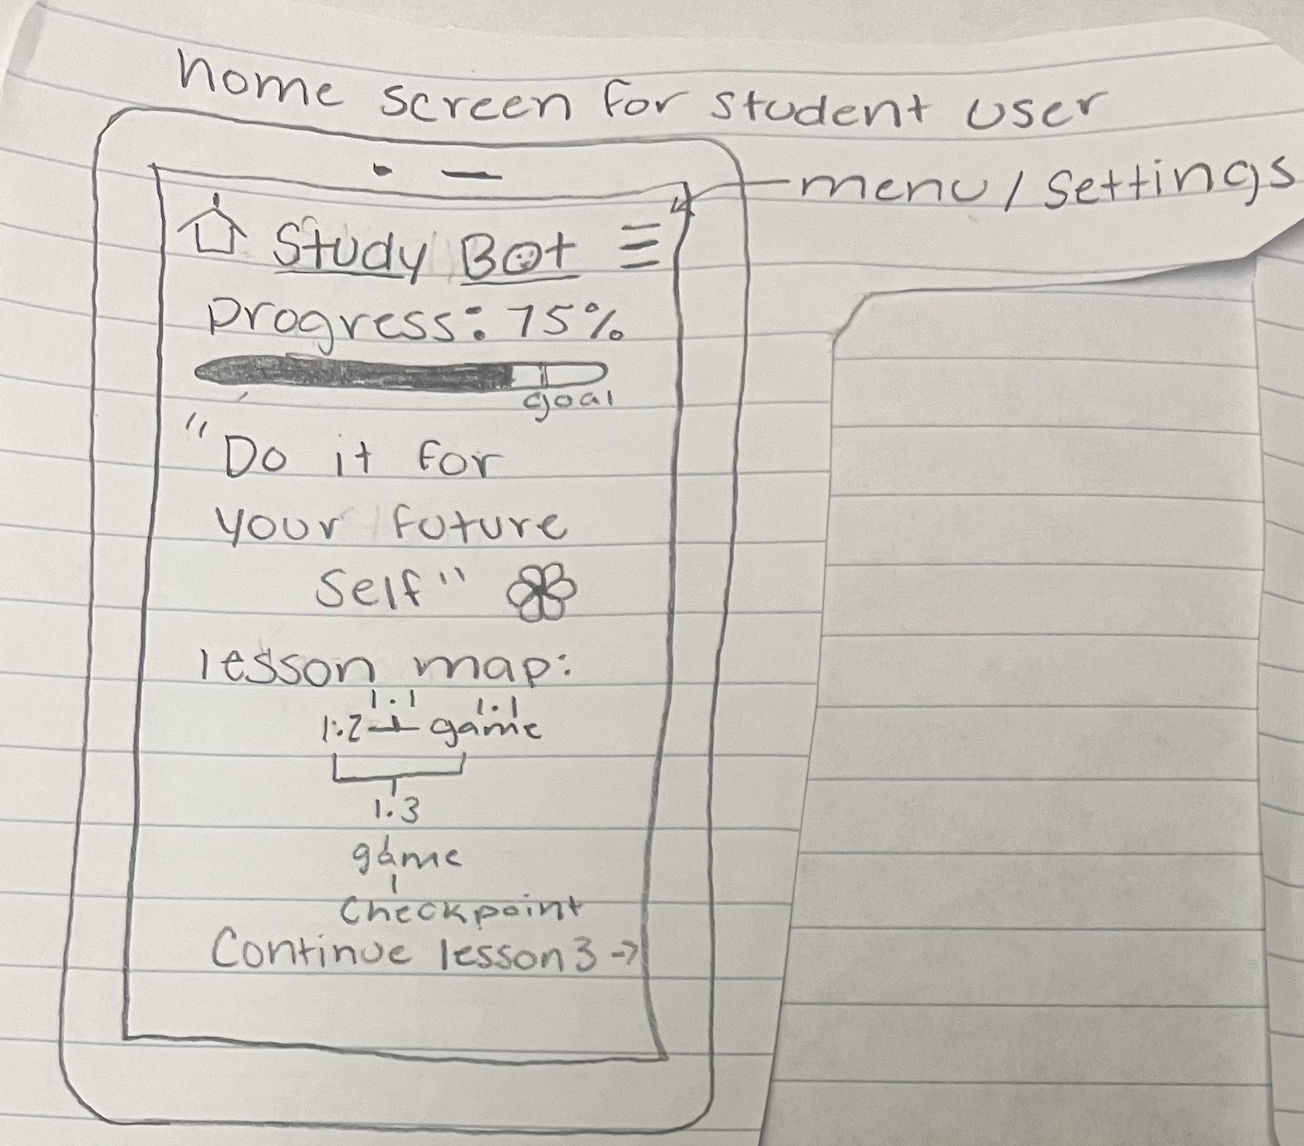 home screen for student user
menu / settings
Study Bot
Progress: 75%
goal
"Do it for
your future
self"
lesson map:
1.1 1.1
1.2 game
1.3
game
Checkpoint
Continue lesson 3 ->